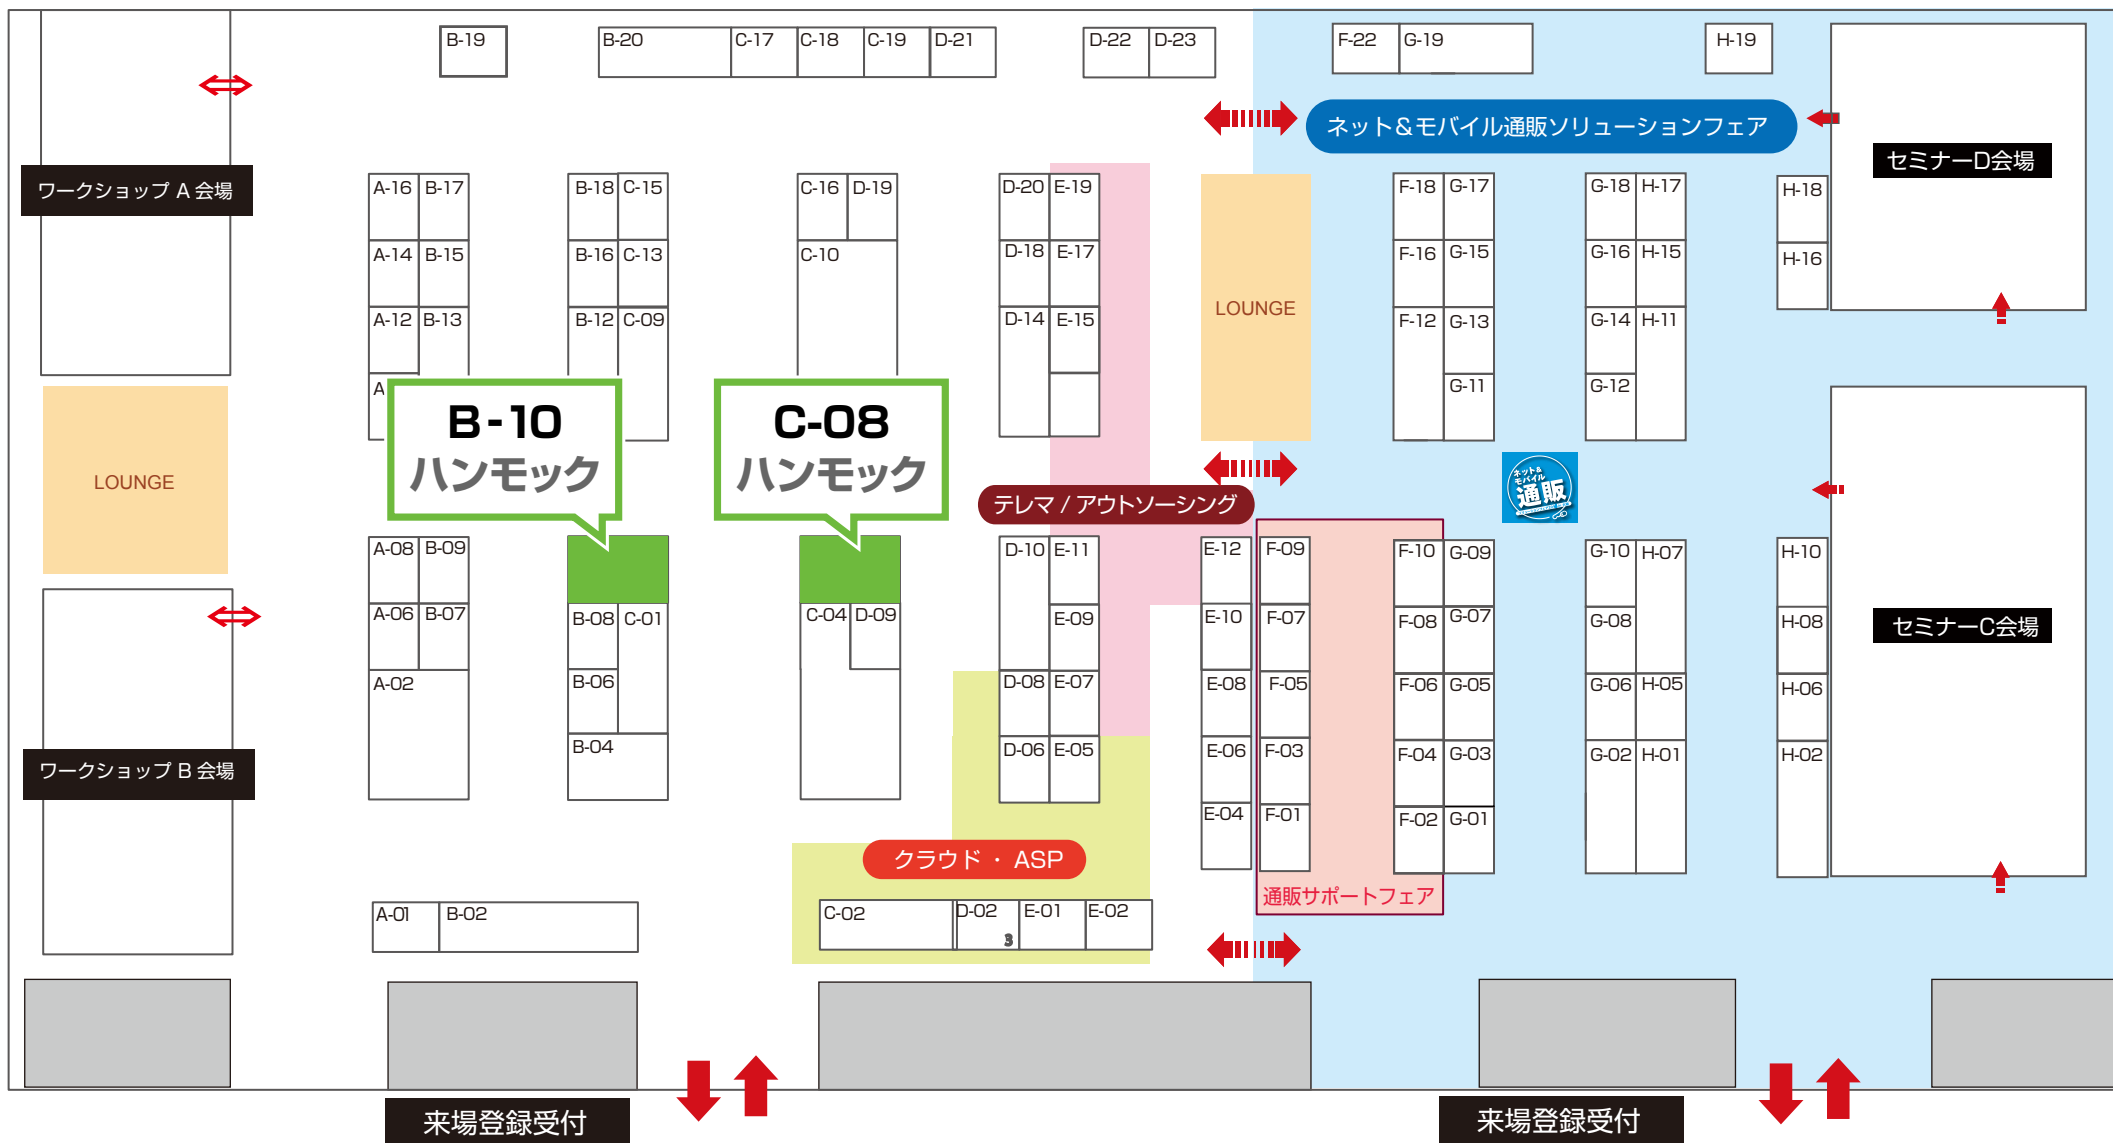 B-19
B-20
C-17
C-18
C-19
D-21
D-22
D-23
F-22
G-19
H-19
ネット＆モバイル通販ソリューションフェア
ワークショップ A 会場
セミナーD会場
A-16
B-17
B-18
C-15
C-16
D-19
D-20
E-19
F-18
G-17
G-18
H-17
H-18
A-14
B-15
B-16
C-13
C-10
D-18
E-17
F-16
G-15
G-16
H-15
H-16
LOUNGE
A-12
B-13
B-12
C-09
D-14
E-15
F-12
G-13
G-14
H-11
G-11
G-12
B-10
ハンモック
C-08
ハンモック
LOUNGE
テレマ / アウトソーシング
ネット&
モバイル
通販
A-08
B-09
D-10
E-11
E-12
F-09
F-10
G-09
G-10
H-07
H-10
A-06
B-07
B-08
C-01
C-04
D-09
E-09
E-10
F-07
F-08
G-07
G-08
H-08
セミナーC会場
A-02
B-06
D-08
E-07
E-08
F-05
F-06
G-05
G-06
H-05
H-06
B-04
D-06
E-05
E-06
F-03
F-04
G-03
G-02
H-01
H-02
ワークショップ B 会場
E-04
F-01
F-02
G-01
クラウド ・ ASP
通販サポートフェア
A-01
B-02
C-02
D-02
3
E-01
E-02
来場登録受付
来場登録受付